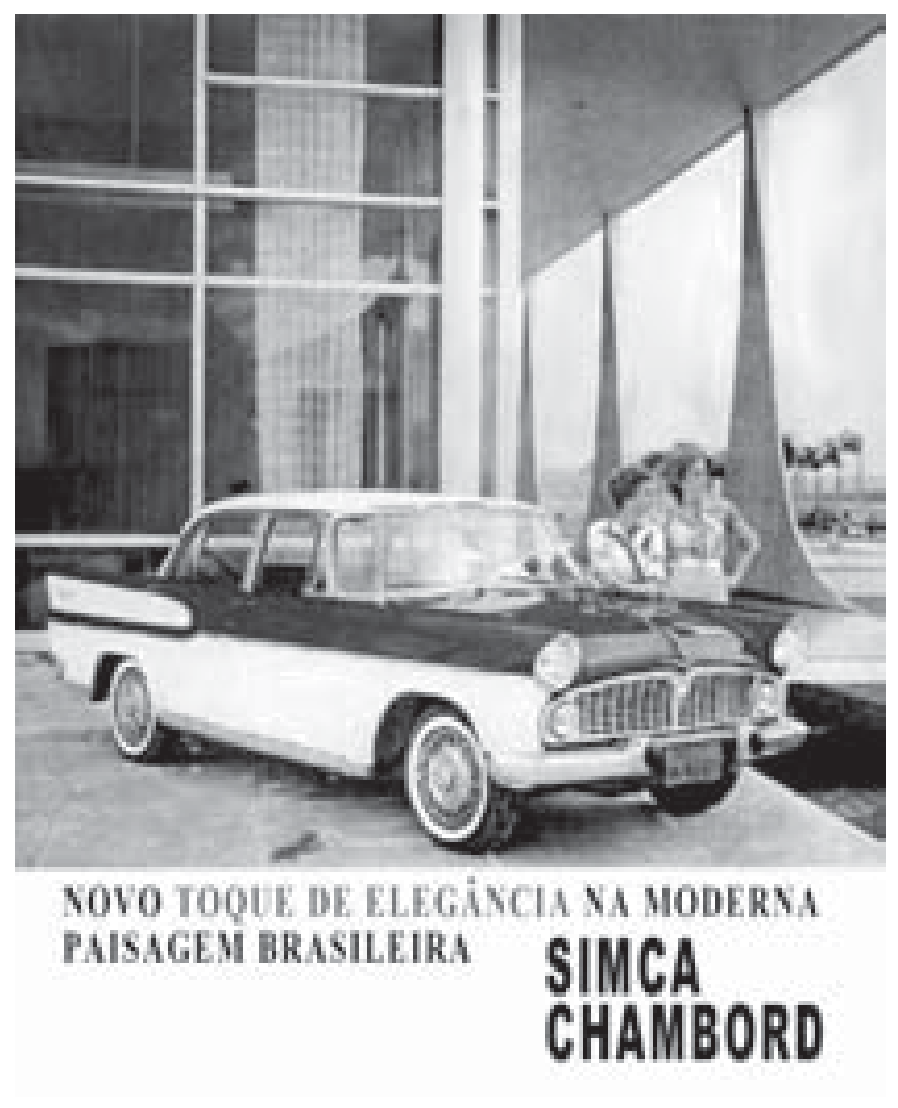 NOVO TOQUE DE ELEGÂNCIA NA MODERNA
PAISAGEM BRASILEIRA
SIMCA
CHAMBORD